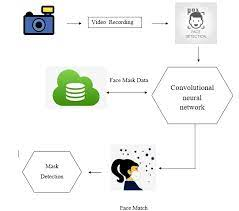 Video Recording
FACE
DETECTION
Face Mask Data
Convolutional
neural
network
Mask
Detection
Face Match